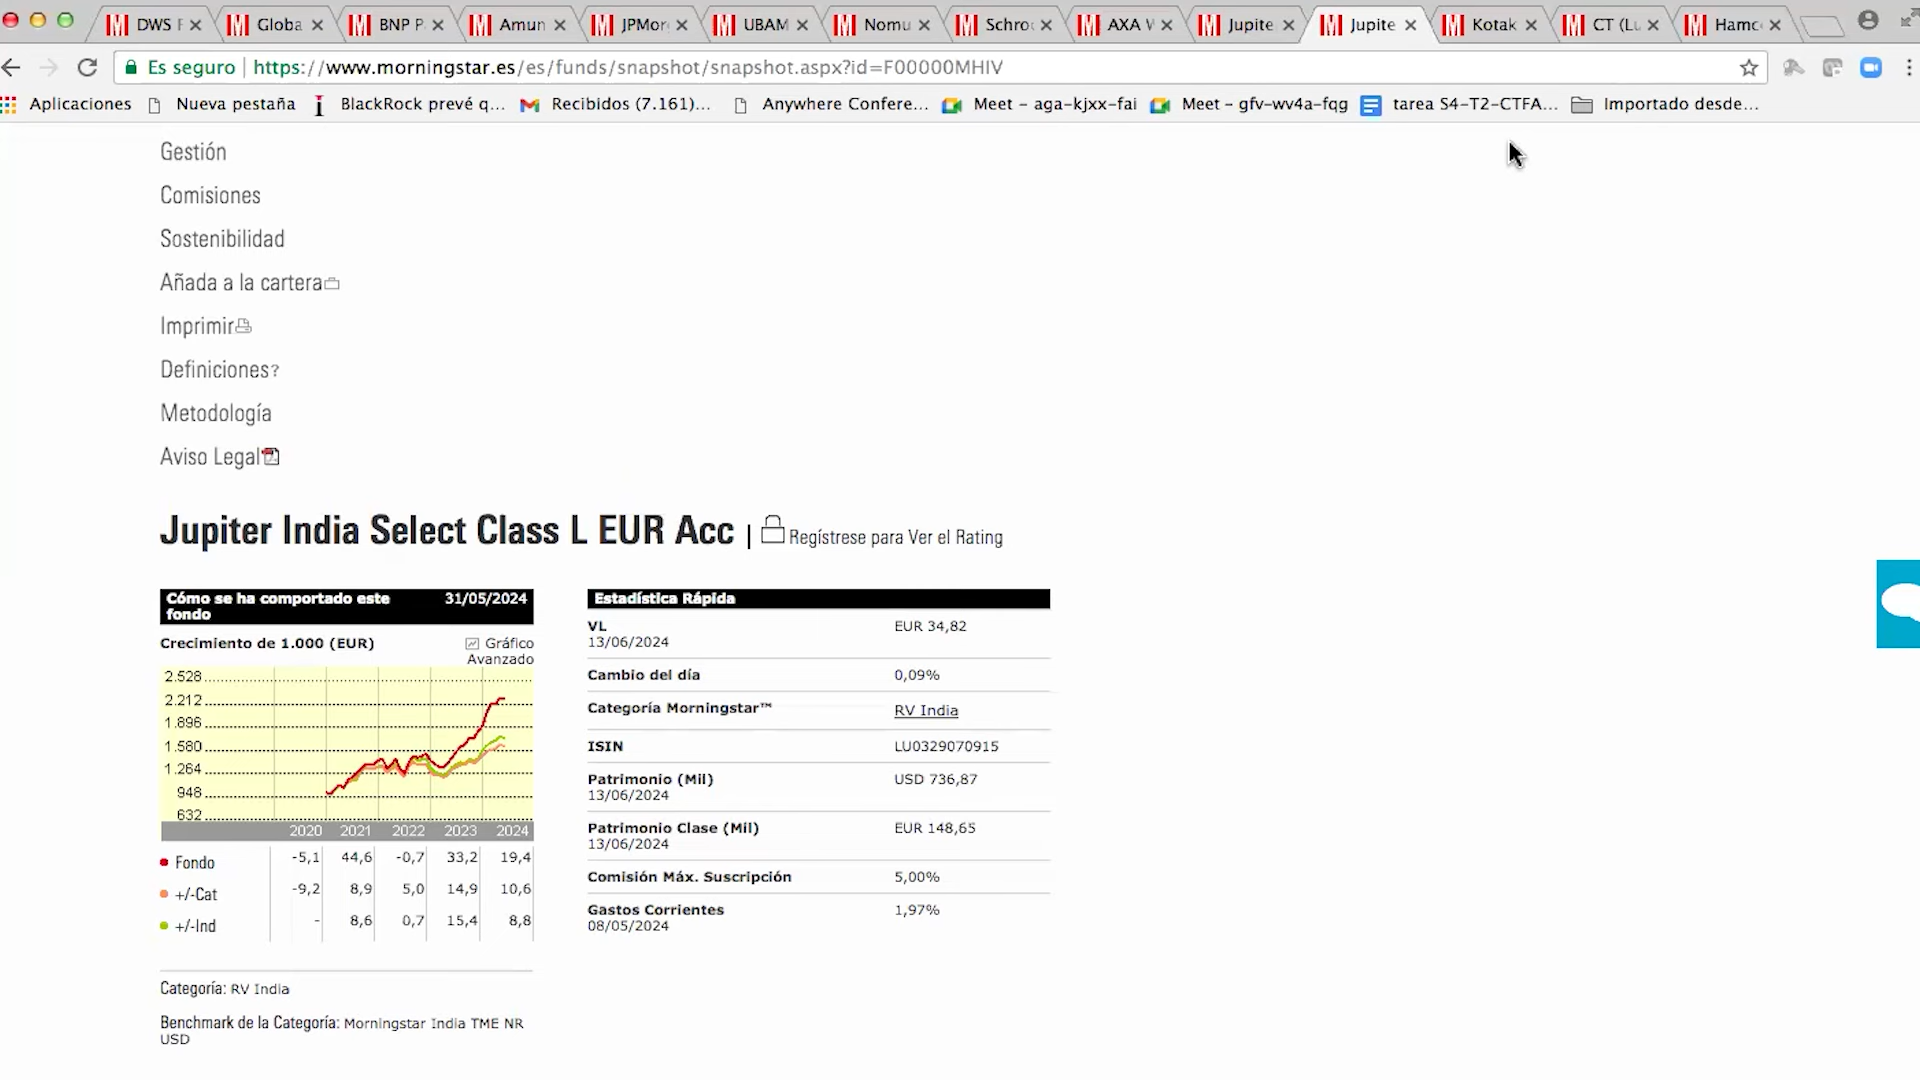 DWS F
Globa
BNP P
Amun
JPMor
UBAM
Nomu
Schro
AXA W
Jupite
Jupite
Kotak
CT (Lu
Hamc
Es seguro | https://www.morningstar.es/es/funds/snapshot/snapshot.aspx?id=F00000MHIV
Aplicaciones
Nueva pestaña
BlackRock prevé q...
Recibidos (7.161)...
Anywhere Confere...
Meet – aga-kjxx-fai
Meet – gfv-wv4a-fqg
tarea S4-T2-CTFA...
Importado desde...
Gestión
Comisiones
Sostenibilidad
Añada a la cartera
Imprimir
Definiciones?
Metodología
Aviso Legal
Jupiter India Select Class L EUR Acc | Regístrese para Ver el Rating
Cómo se ha comportado este fondo 31/05/2024
Crecimiento de 1.000 (EUR)
Gráfico Avanzado
2.528
2.212
1.896
1.580
1.264
948
632
2020 2021 2022 2023 2024
Fondo -5,1 44,6 -0,7 33,2 19,4
+/-Cat -9,2 8,9 5,0 14,9 10,6
+/-Ind - 8,6 0,7 15,4 8,8
Categoría: RV India
Benchmark de la Categoría: Morningstar India TME NR
USD
Estadística Rápida
VL EUR 34,82
13/06/2024
Cambio del día 0,09%
Categoría Morningstar™ RV India
ISIN LU0329070915
Patrimonio (Mil) USD 736,87
13/06/2024
Patrimonio Clase (Mil) EUR 148,65
13/06/2024
Comisión Máx. Suscripción 5,00%
Gastos Corrientes 1,97%
08/05/2024